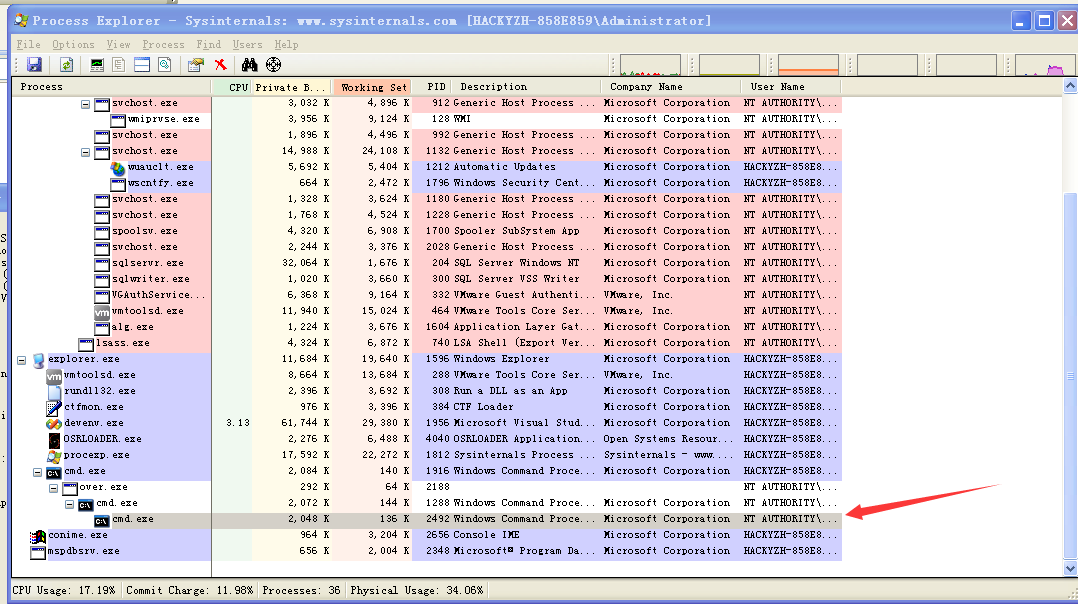 Process Explorer - Sysinternals: www.sysinternals.com [HACKYZH-858E859\Administrator]
File Options View Process Find Users Help
Process CPU Private B... Working Set PID Description Company Name User Name
svchost.exe 3,032 K 4,896 K 912 Generic Host Process ... Microsoft Corporation NT AUTHORITY\...
wmiprvse.exe 3,956 K 9,124 K 128 WMI Microsoft Corporation NT AUTHORITY\...
svchost.exe 1,896 K 4,496 K 992 Generic Host Process ... Microsoft Corporation NT AUTHORITY\...
svchost.exe 14,988 K 24,108 K 1132 Generic Host Process ... Microsoft Corporation NT AUTHORITY\...
wuauclt.exe 5,692 K 5,404 K 1212 Automatic Updates Microsoft Corporation HACKYZH-858E8...
wscntfy.exe 664 K 2,472 K 1796 Windows Security Cent... Microsoft Corporation HACKYZH-858E8...
svchost.exe 1,328 K 3,624 K 1180 Generic Host Process ... Microsoft Corporation NT AUTHORITY\...
svchost.exe 1,768 K 4,524 K 1228 Generic Host Process ... Microsoft Corporation NT AUTHORITY\...
spoolsv.exe 4,320 K 6,908 K 1700 Spooler SubSystem App Microsoft Corporation NT AUTHORITY\...
svchost.exe 2,244 K 3,376 K 2028 Generic Host Process ... Microsoft Corporation NT AUTHORITY\...
sqlservr.exe 32,064 K 1,676 K 204 SQL Server Windows NT Microsoft Corporation NT AUTHORITY\...
sqlwriter.exe 1,020 K 3,660 K 300 SQL Server VSS Writer Microsoft Corporation NT AUTHORITY\...
VGAuthService... 6,368 K 9,164 K 332 VMware Guest Authenti... VMware, Inc. NT AUTHORITY\...
vmtoolsd.exe 11,940 K 15,024 K 464 VMware Tools Core Ser... VMware, Inc. NT AUTHORITY\...
alg.exe 1,224 K 3,676 K 1604 Application Layer Gat... Microsoft Corporation NT AUTHORITY\...
lsass.exe 4,324 K 6,872 K 740 LSA Shell (Export Ver... Microsoft Corporation NT AUTHORITY\...
explorer.exe 11,684 K 19,640 K 1596 Windows Explorer Microsoft Corporation HACKYZH-858E8...
vmtoolsd.exe 8,664 K 13,684 K 288 VMware Tools Core Ser... VMware, Inc. HACKYZH-858E8...
rundll32.exe 2,396 K 3,692 K 308 Run a DLL as an App Microsoft Corporation HACKYZH-858E8...
ctfmon.exe 976 K 3,396 K 384 CTF Loader Microsoft Corporation HACKYZH-858E8...
devenv.exe 3.13 61,744 K 29,380 K 1956 Microsoft Visual Stud... Microsoft Corporation HACKYZH-858E8...
OSRLOADER.exe 2,276 K 6,488 K 4040 OSRLOADER Application... Open Systems Resour... HACKYZH-858E8...
procexp.exe 17,592 K 22,272 K 1812 Sysinternals Process ... Sysinternals - www.... HACKYZH-858E8...
cmd.exe 2,084 K 140 K 1916 Windows Command Proce... Microsoft Corporation HACKYZH-858E8...
over.exe 292 K 64 K 2188 NT AUTHORITY\...
cmd.exe 2,072 K 144 K 1288 Windows Command Proce... Microsoft Corporation NT AUTHORITY\...
cmd.exe 2,048 K 136 K 2492 Windows Command Proce... Microsoft Corporation NT AUTHORITY\...
conime.exe 964 K 3,204 K 2656 Console IME Microsoft Corporation HACKYZH-858E8...
mspdbsrv.exe 656 K 2,004 K 2348 Microsoft® Program Da... Microsoft Corporation HACKYZH-858E8...
CPU Usage: 17.19% Commit Charge: 11.98% Processes: 36 Physical Usage: 34.06%